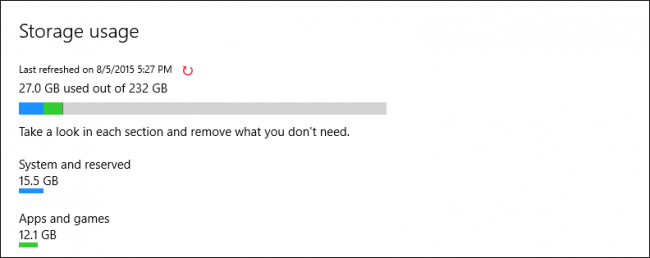 Storage usage
Last refreshed on 8/5/2015 5:27 PM
27.0 GB used out of 232 GB
Take a look in each section and remove what you don't need.
System and reserved
15.5 GB
Apps and games
12.1 GB